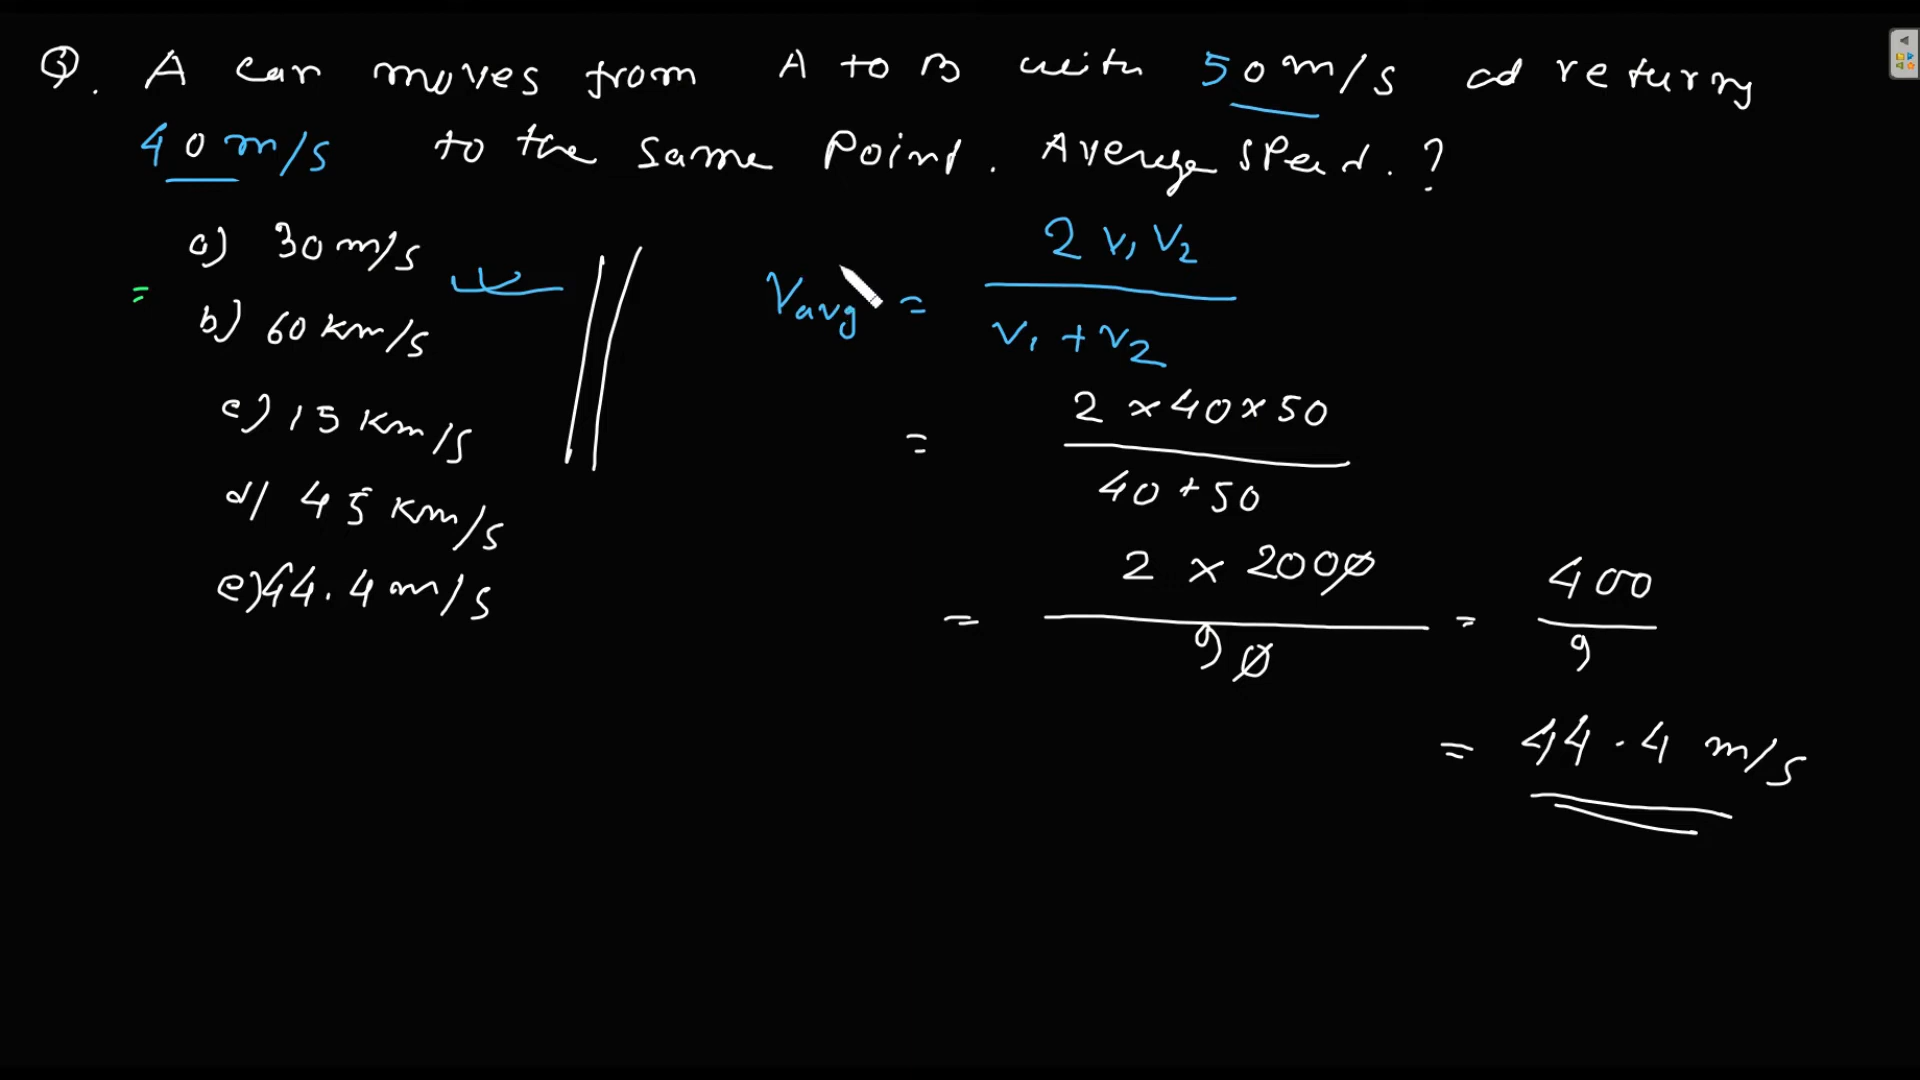 Q. A car moves from A to B with 50 m/s ad returng
40 m/s to the same Point. Average speed. ?
a) 30 m/s
b) 60 km/s
c) 15 km/s
d) 45 km/s
e) 44.4 m/s
Vavg = 2 V1 V2 / V1 + V2
= 2 × 40 × 50 / 40 + 50
= 2 × 2000 / 90 = 400 / 9
= 44.4 m/s